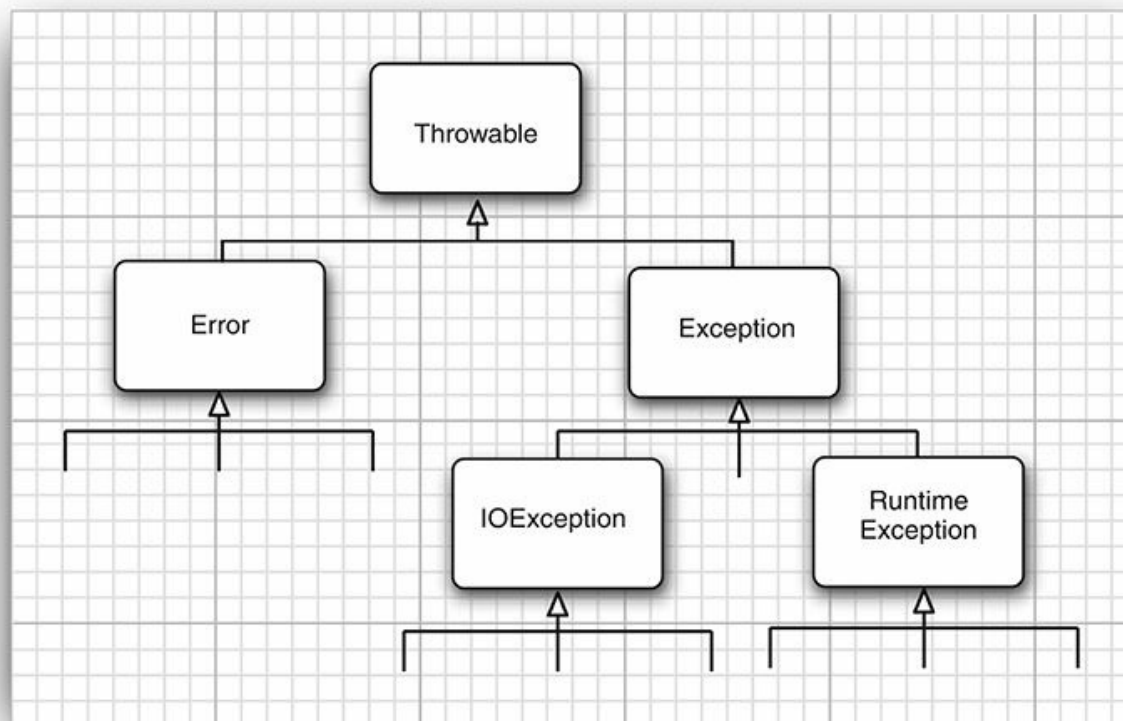 Throwable
Error
Exception
IOException
Runtime
Exception